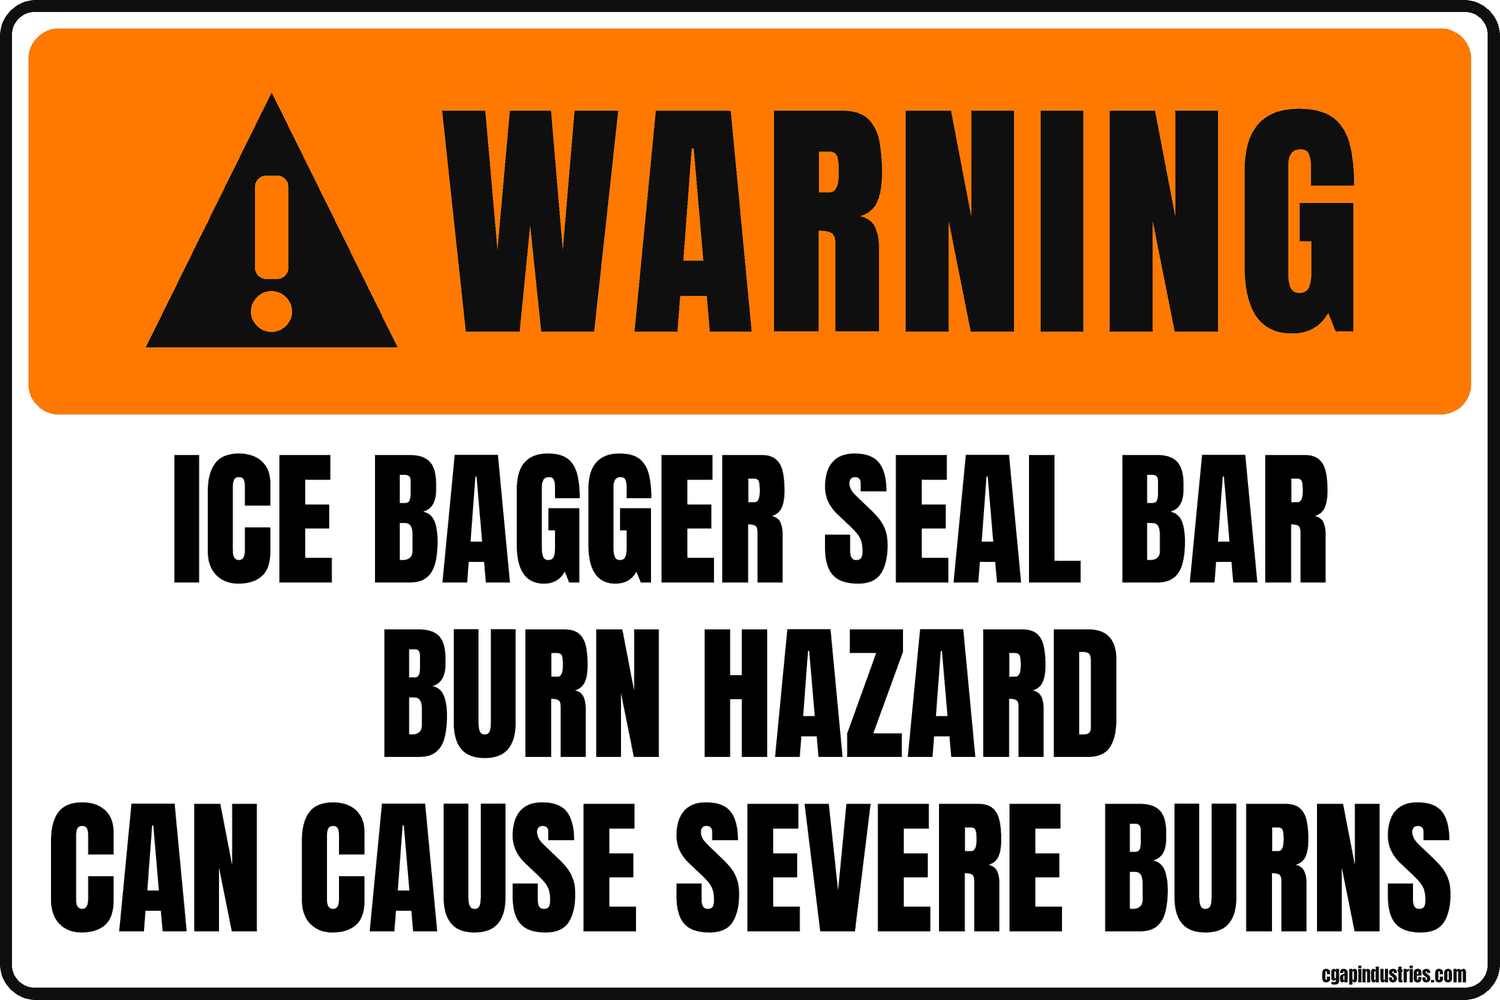 WARNING
ICE BAGGER SEAL BAR
BURN HAZARD
CAN CAUSE SEVERE BURNS
cgapindustries.com